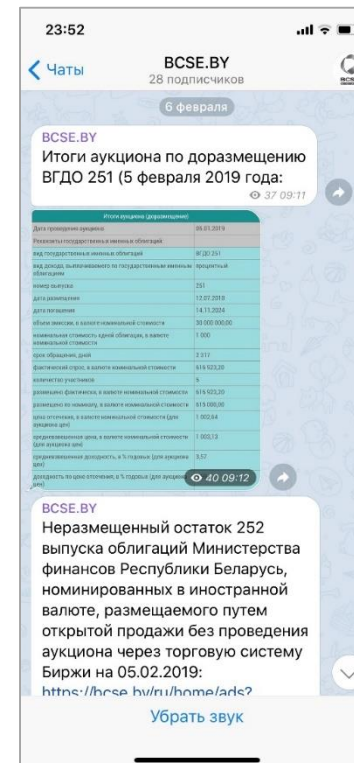 23:52
Чаты
BCSE.BY
28 подписчиков
6 февраля
BCSE.BY
Итоги аукциона по доразмещению
ВГДО 251 (5 февраля 2019 года:
37 09:11
Итоги аукциона (доразмещение)
Дата проведения аукциона
Реквизиты государственных именных облигаций
вид государственных именных облигаций ВГДО 251
вид дохода, выплачиваемого по государственным именным облигациям процентный
номер выпуска 251
дата размещения 12.07.2018
дата погашения 14.11.2024
объем эмиссии, в валюте номинальной стоимости 30 000 000,00
номинальная стоимость одной облигации, в валюте номинальной стоимости 1 000
срок обращения, дней 2 317
фактический спрос, в валюте номинальной стоимости 616 923,20
количество участников 6
размещено фактически, в валюте номинальной стоимости 616 923,20
размещено по номиналу, в валюте номинальной стоимости 615 000,00
цена отсечения, в валюте номинальной стоимости (для аукциона цен) 1 002,94
средневзвешенная цена, в валюте номинальной стоимости (для аукциона цен) 1 003,13
средневзвешенная доходность, в % годовых (для аукциона цен) 3,57
доходность по цене отсечения, в % годовых (для аукциона цен)
40 09:12
BCSE.BY
Неразмещенный остаток 252
выпуска облигаций Министерства
финансов Республики Беларусь,
номинированных в иностранной
валюте, размещаемого путем
открытой продажи без проведения
аукциона через торговую систему
Биржи на 05.02.2019:
https://bcse.by/ru/home/ads?
Убрать звук